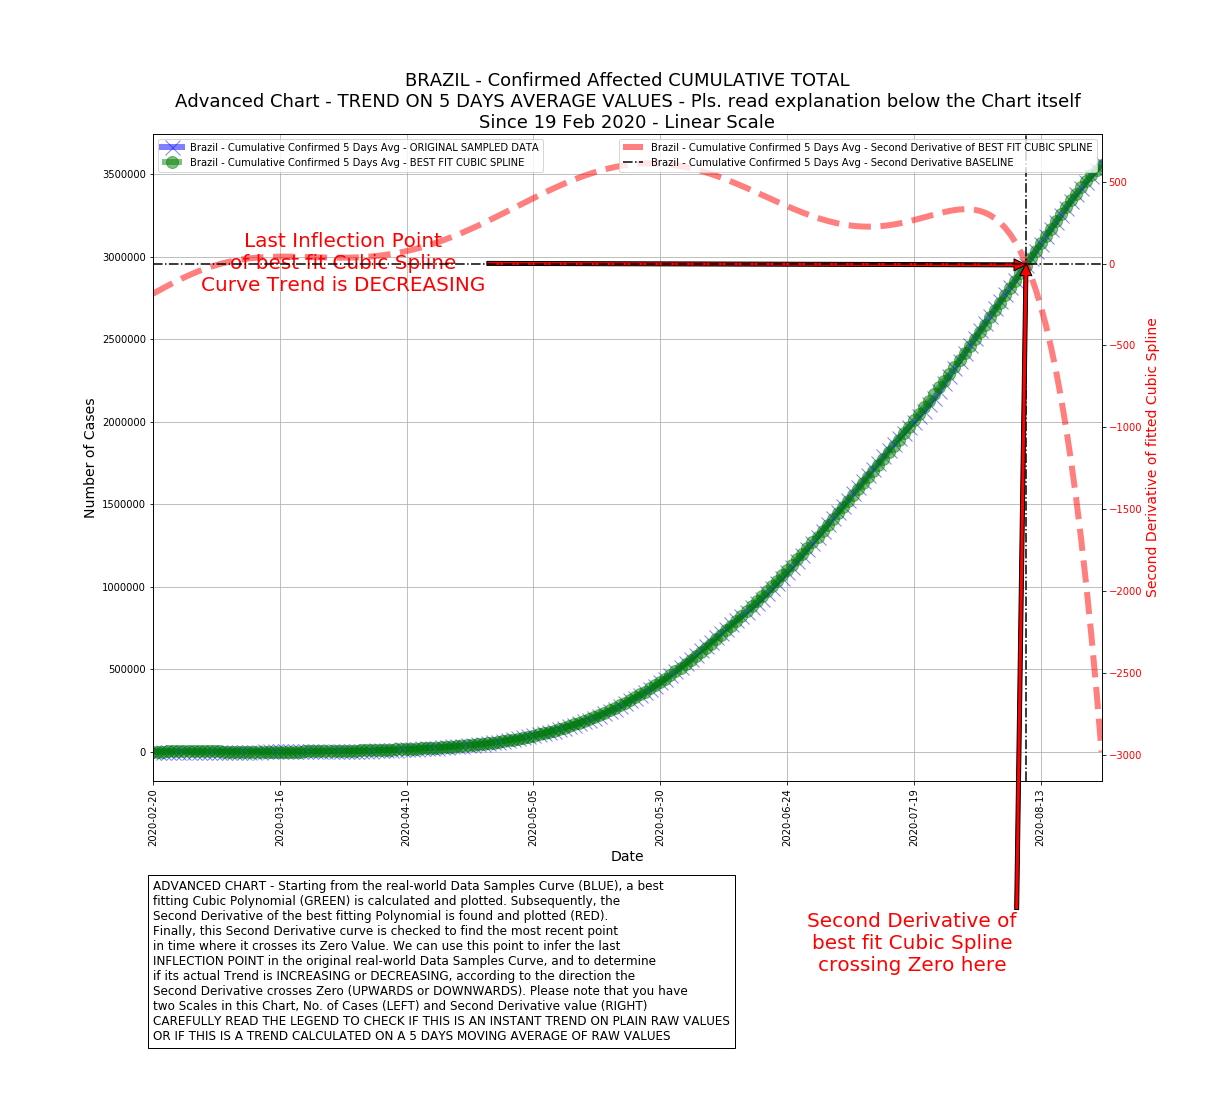 BRAZIL - Confirmed Affected CUMULATIVE TOTAL
Advanced Chart - TREND ON 5 DAYS AVERAGE VALUES - Pls. read explanation below the Chart itself
Since 19 Feb 2020 - Linear Scale
Brazil - Cumulative Confirmed 5 Days Avg - ORIGINAL SAMPLED DATA
Brazil - Cumulative Confirmed 5 Days Avg - BEST FIT CUBIC SPLINE
Brazil - Cumulative Confirmed 5 Days Avg - Second Derivative of BEST FIT CUBIC SPLINE
Brazil - Cumulative Confirmed 5 Days Avg - Second Derivative BASELINE
Last Inflection Point
of best fit Cubic Spline
Curve Trend is DECREASING
Number of Cases
3500000
3000000
2500000
2000000
1500000
1000000
500000
0
500
0
−500
−1000
−1500
−2000
−2500
−3000
Second Derivative of fitted Cubic Spline
2020-02-20
2020-03-16
2020-04-10
2020-05-05
2020-05-30
2020-06-24
2020-07-19
2020-08-13
Date
Second Derivative of
best fit Cubic Spline
crossing Zero here
ADVANCED CHART - Starting from the real-world Data Samples Curve (BLUE), a best
fitting Cubic Polynomial (GREEN) is calculated and plotted. Subsequently, the
Second Derivative of the best fitting Polynomial is found and plotted (RED).
Finally, this Second Derivative curve is checked to find the most recent point
in time where it crosses its Zero Value. We can use this point to infer the last
INFLECTION POINT in the original real-world Data Samples Curve, and to determine
if its actual Trend is INCREASING or DECREASING, according to the direction the
Second Derivative crosses Zero (UPWARDS or DOWNWARDS). Please note that you have
two Scales in this Chart, No. of Cases (LEFT) and Second Derivative value (RIGHT)
CAREFULLY READ THE LEGEND TO CHECK IF THIS IS AN INSTANT TREND ON PLAIN RAW VALUES
OR IF THIS IS A TREND CALCULATED ON A 5 DAYS MOVING AVERAGE OF RAW VALUES